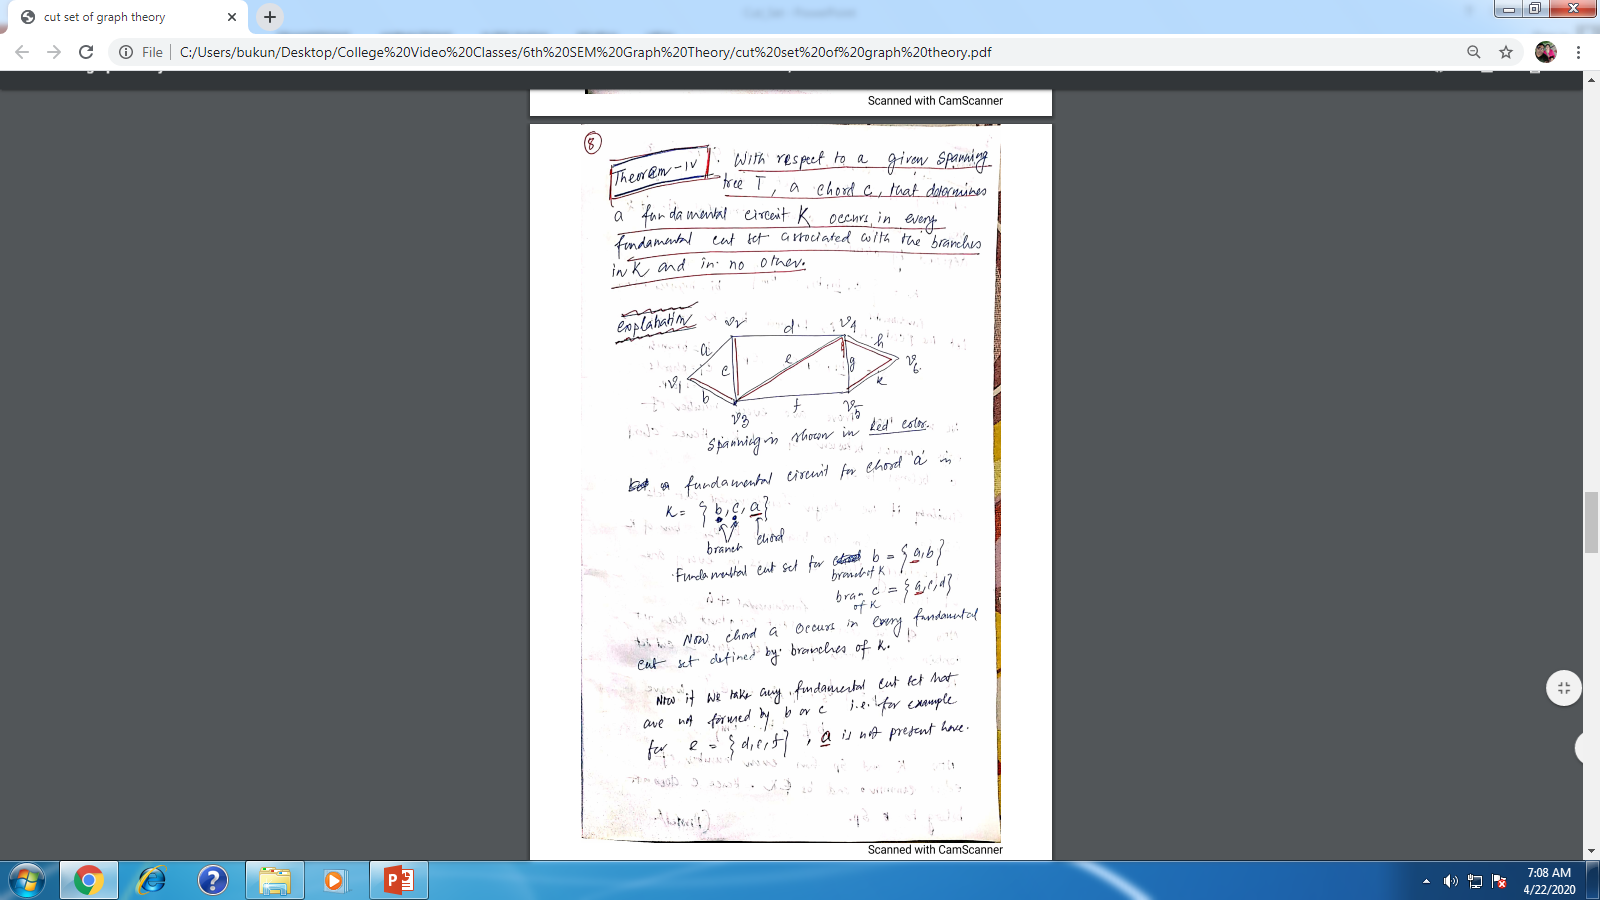 cut set of graph theory
Cut_Set - PowerPoint
File
C:/Users/bukun/Desktop/College%20Video%20Classes/6th%20SEM%20Graph%20Theory/cut%20set%20of%20graph%20theory.pdf
Scanned with CamScanner
8
Theorem-IV . With respect to a given spanning
tree T, a chord c, that determines
a fundamental circuit K occurs in every
fundamental cut set associated with the branches
in K and in no other.
explanation
v2 d v4
a h
c e g v6
v1 k
b f
v3 v5
Spanning is shown in Red color.
fundamental circuit for chord 'a' is
K = { b, c, a }
branch chord
Fundamental cut set for b = { a, b }
branch of K
bran c = { a, c, d }
of K
Now chord a occurs in every fundamental
cut set defined by branches of K.
Now if we take any fundamental cut set that
are not formed by b or c i.e. for example
for e = { d, e, f } , a is not present here.
Scanned with CamScanner
7:08 AM
4/22/2020